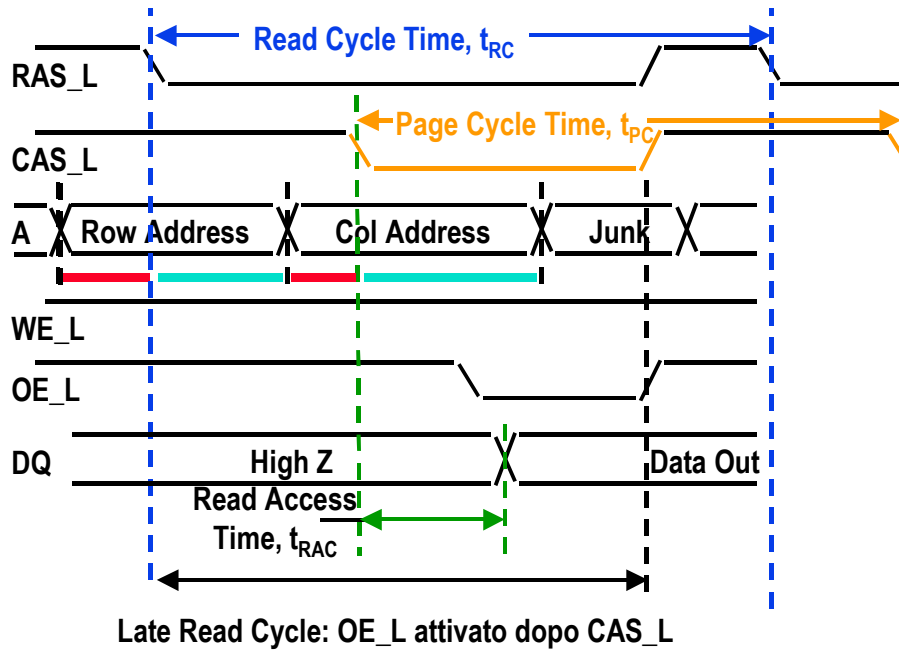 Read Cycle Time, tRC
RAS_L
Page Cycle Time, tPC
CAS_L
A Row Address Col Address Junk
WE_L
OE_L
DQ High Z Data Out
Read Access
Time, tRAC
Late Read Cycle: OE_L attivato dopo CAS_L